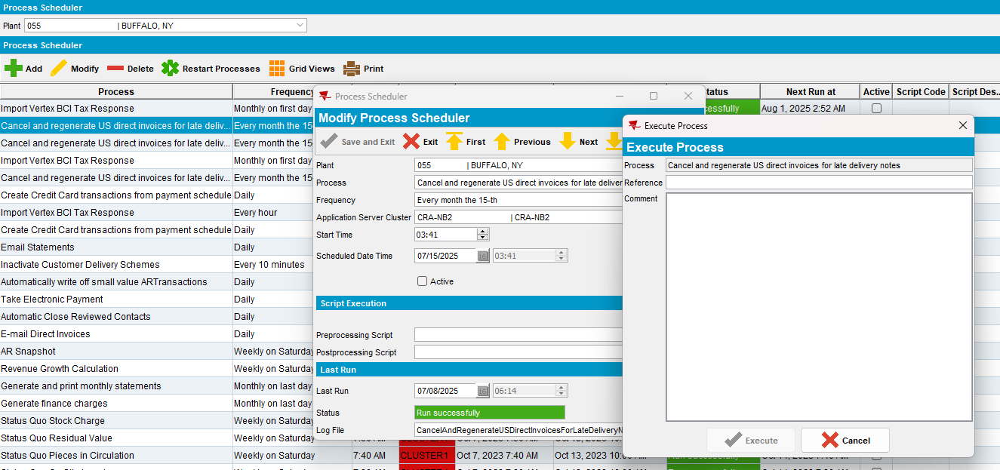 Process Scheduler
Plant 055 | BUFFALO, NY
Process Scheduler
Add Modify Delete Restart Processes Grid Views Print
Process Frequency tatus Next Run at Active Script Code Script Des...
Import Vertex BCI Tax Response Monthly on first day essfully Aug 1, 2025 2:52 AM
Cancel and regenerate US direct invoices for late deliv... Every month the 15
Cancel and regenerate US direct invoices for late deliv... Every month the 15
Import Vertex BCI Tax Response Monthly on first day
Cancel and regenerate US direct invoices for late deliv... Every month the 15
Create Credit Card transactions from payment schedule Daily
Import Vertex BCI Tax Response Every hour
Create Credit Card transactions from payment schedule Daily
Email Statements Daily
Inactivate Customer Delivery Schemes Every 10 minutes
Automatically write off small value ARTransactions Daily
Take Electronic Payment Daily
Automatic Close Reviewed Contacts Daily
E-mail Direct Invoices Daily
AR Snapshot Weekly on Saturday
Revenue Growth Calculation Weekly on Saturday
Generate and print monthly statements Monthly on last day
Generate finance charges Monthly on last day
Status Quo Stock Charge Weekly on Saturday
Status Quo Residual Value Weekly on Saturday
Status Quo Pieces in Circulation Weekly on Saturday 7:40 AM CLUSTER1 Oct 7, 2023 7:40 AM Oct 13, 2023 10:00
Process Scheduler
Modify Process Scheduler
Save and Exit Exit First Previous Next
Plant 055 | BUFFALO, NY
Process Cancel and regenerate US direct invoices for late deliver
Frequency Every month the 15-th
Application Server Cluster CRA-NB2 | CRA-NB2
Start Time 03:41
Scheduled Date Time 07/15/2025 16 03:41
Active
Script Execution
Preprocessing Script
Postprocessing Script
Last Run
Last Run 07/08/2025 16 06:14
Status Run successfully
Log File CancelAndRegenerateUSDirectInvoicesForLateDeliveryN
Execute Process
Execute Process
Process Cancel and regenerate US direct invoices for late delivery notes
Reference
Comment
Execute Cancel